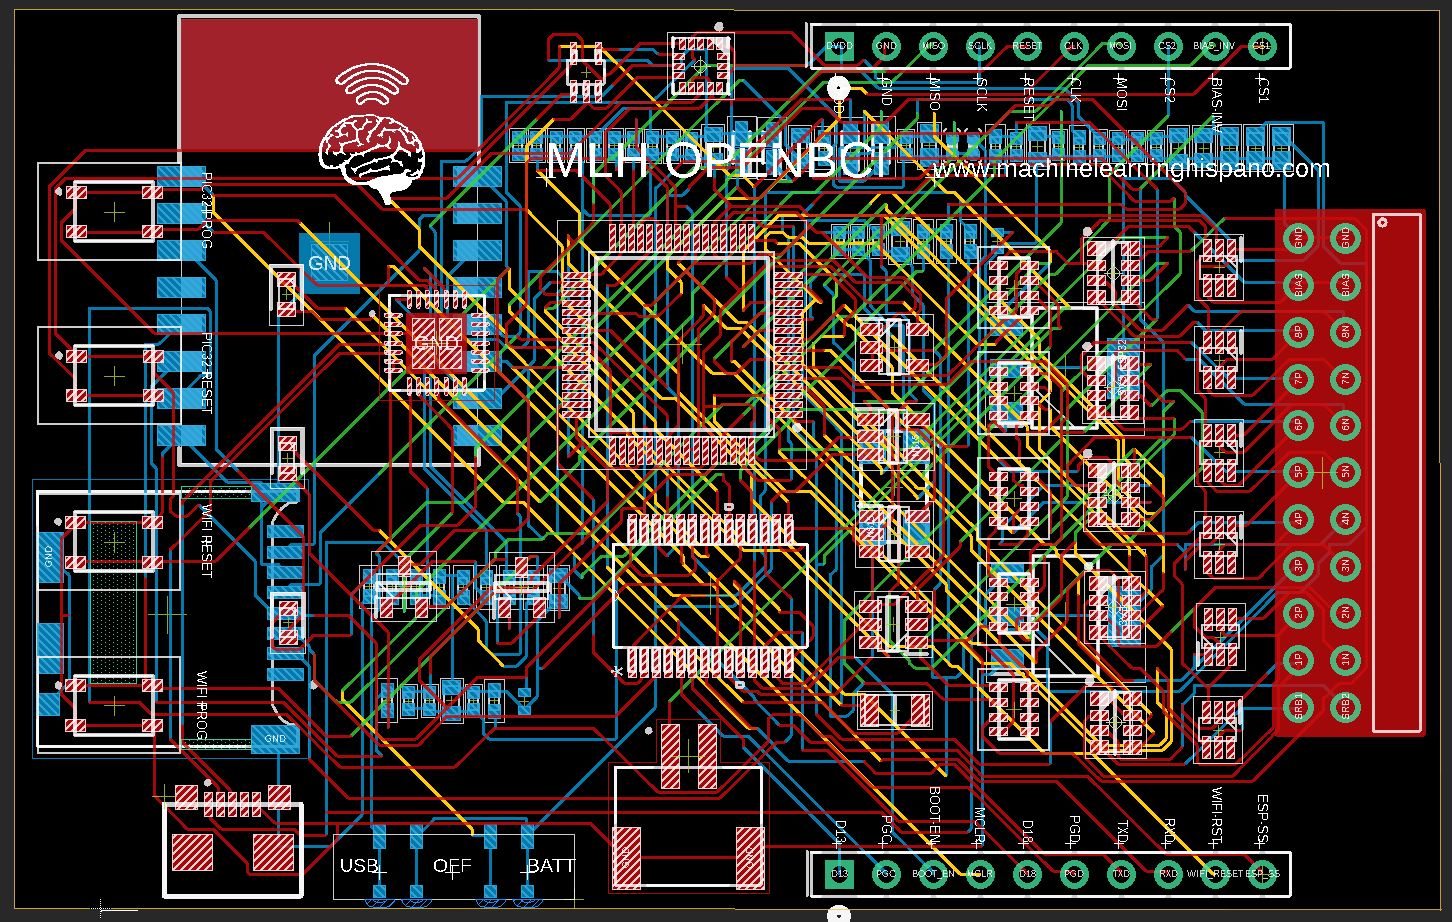 DVDD GND MISO SCLK RESET CLK MOSI CS2 BIAS_INV CS1
GND MISO SCLK RESET CLK MOSI CS2 BIAS_INV CS1
MLH OPENBCI
www.machinelearninghispano.com
PIC32 PROG
GND
GND
PIC32 RESET
GND GND
BIAS BIAS
8P 8N
7P 7N
6P 6N
5P 5N
4P 4N
3P 3N
2P 2N
1P 1N
SRB1 SRB2
WIFI RESET
GND
WIFI PROG
GND
USB OFF BATT
D13 PGC BOOT-EN MCLR D18 PGD TXD RXD WIFI-RST ESP-SS
D13 PGC BOOT_EN MCLR D18 PGD TXD RXD WIFI_RESET ESP_SS